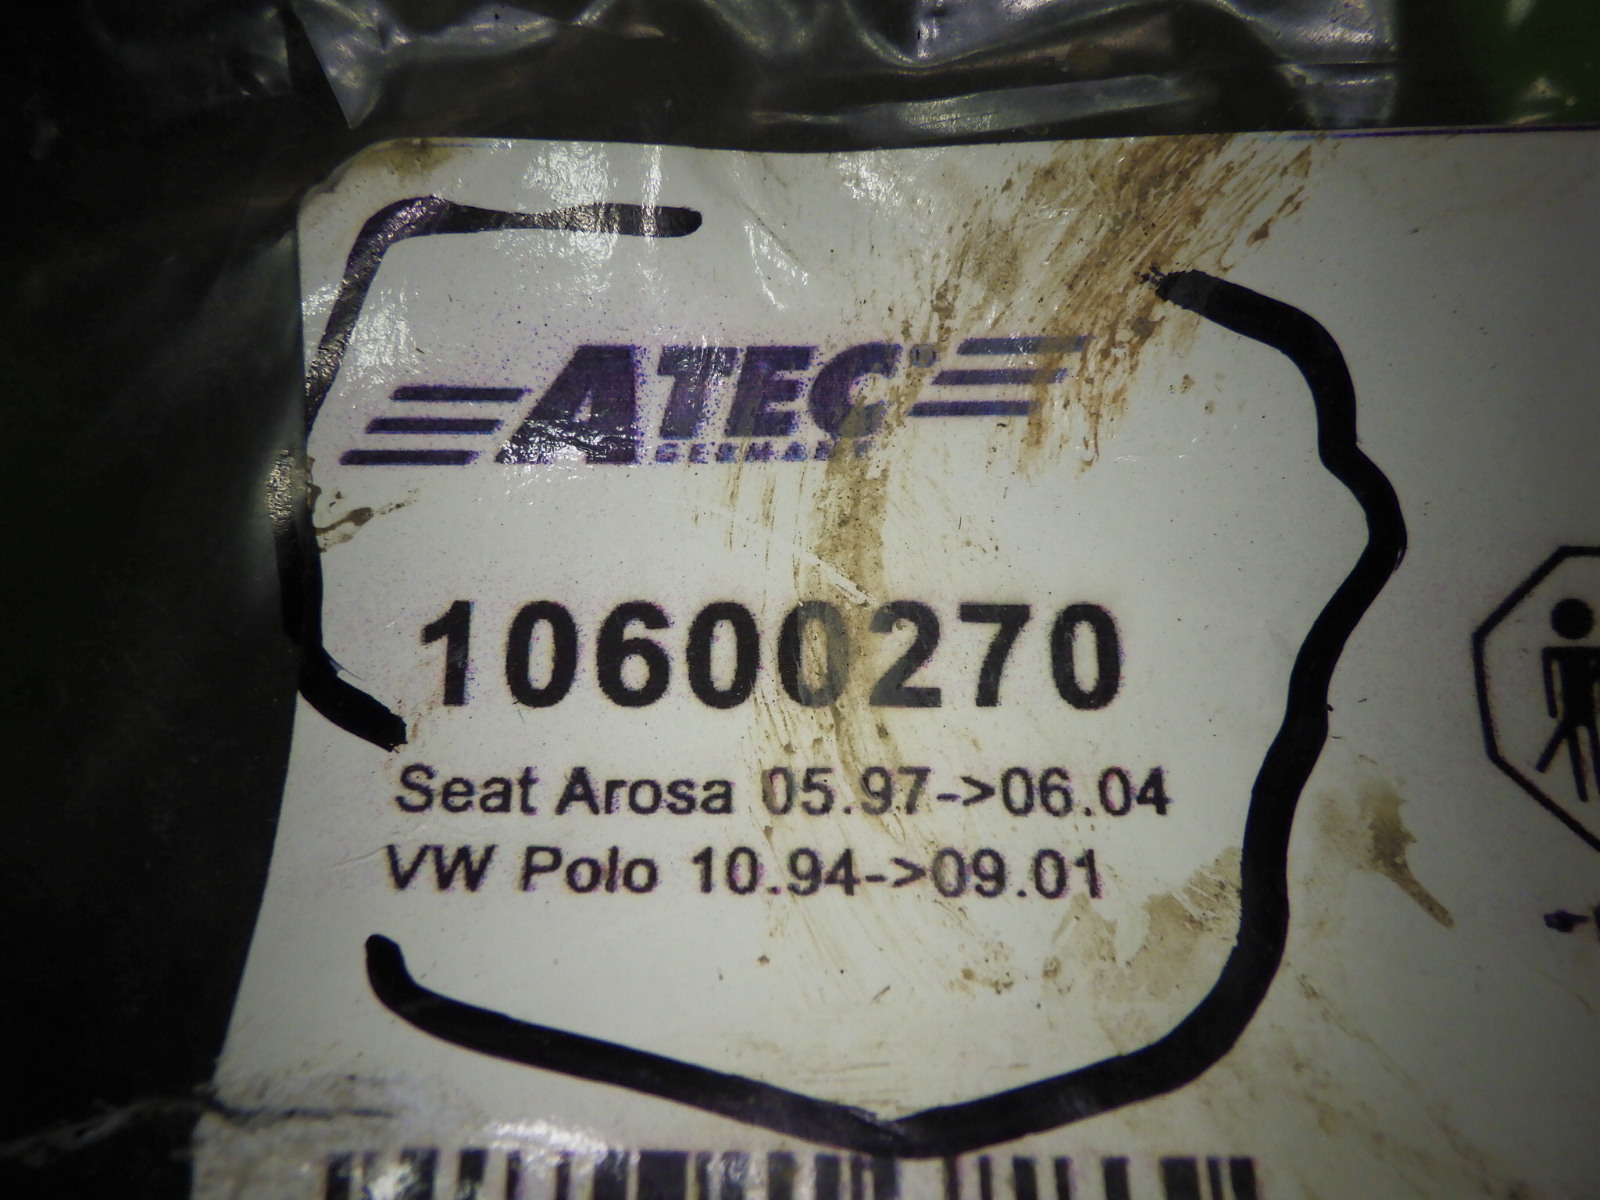 ATEC®
GERMANY
10600270
Seat Arosa 05.97->06.04
VW Polo 10.94->09.01